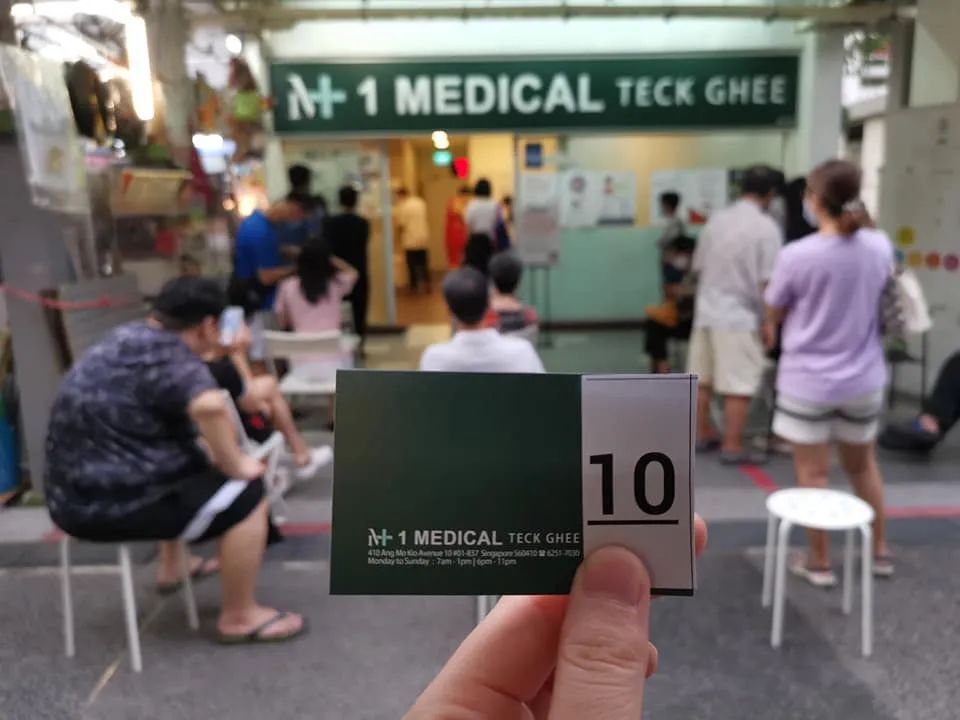 1 MEDICAL TECK GHEE
10
1 MEDICAL TECK GHEE
410 Ang Mo Kio Avenue 10 #01-837 Singapore 560410 ☎ 6251-7030
Monday to Sunday : 7am - 1pm | 6pm - 11pm